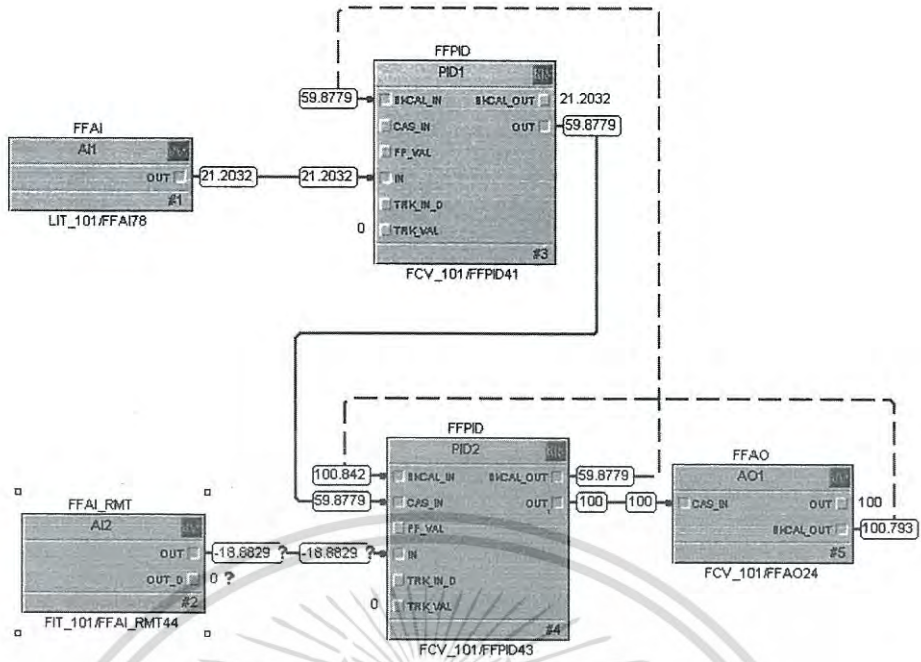 FFPID
PID1
59.8779
BKCAL_IN
BKCAL_OUT
21.2032
CAS_IN
OUT
59.8779
FF_VAL
IN
TRK_IN_D
0
TRK_VAL
#3
FCV_101/FFPID41
FFAI
AI1
OUT
21.2032
21.2032
#1
LIT_101/FFAI78
FFPID
PID2
100.842
BKCAL_IN
BKCAL_OUT
59.8779
59.8779
CAS_IN
OUT
100
100
FF_VAL
IN
TRK_IN_D
0
TRK_VAL
#4
FCV_101/FFPID43
FFAO
AO1
CAS_IN
OUT
100
BKCAL_OUT
100.793
#5
FCV_101/FFAO24
FFAI_RMT
AI2
OUT
-18.8829 ?
-18.8829 ?
OUT_D
0 ?
#2
FIT_101/FFAI_RMT44